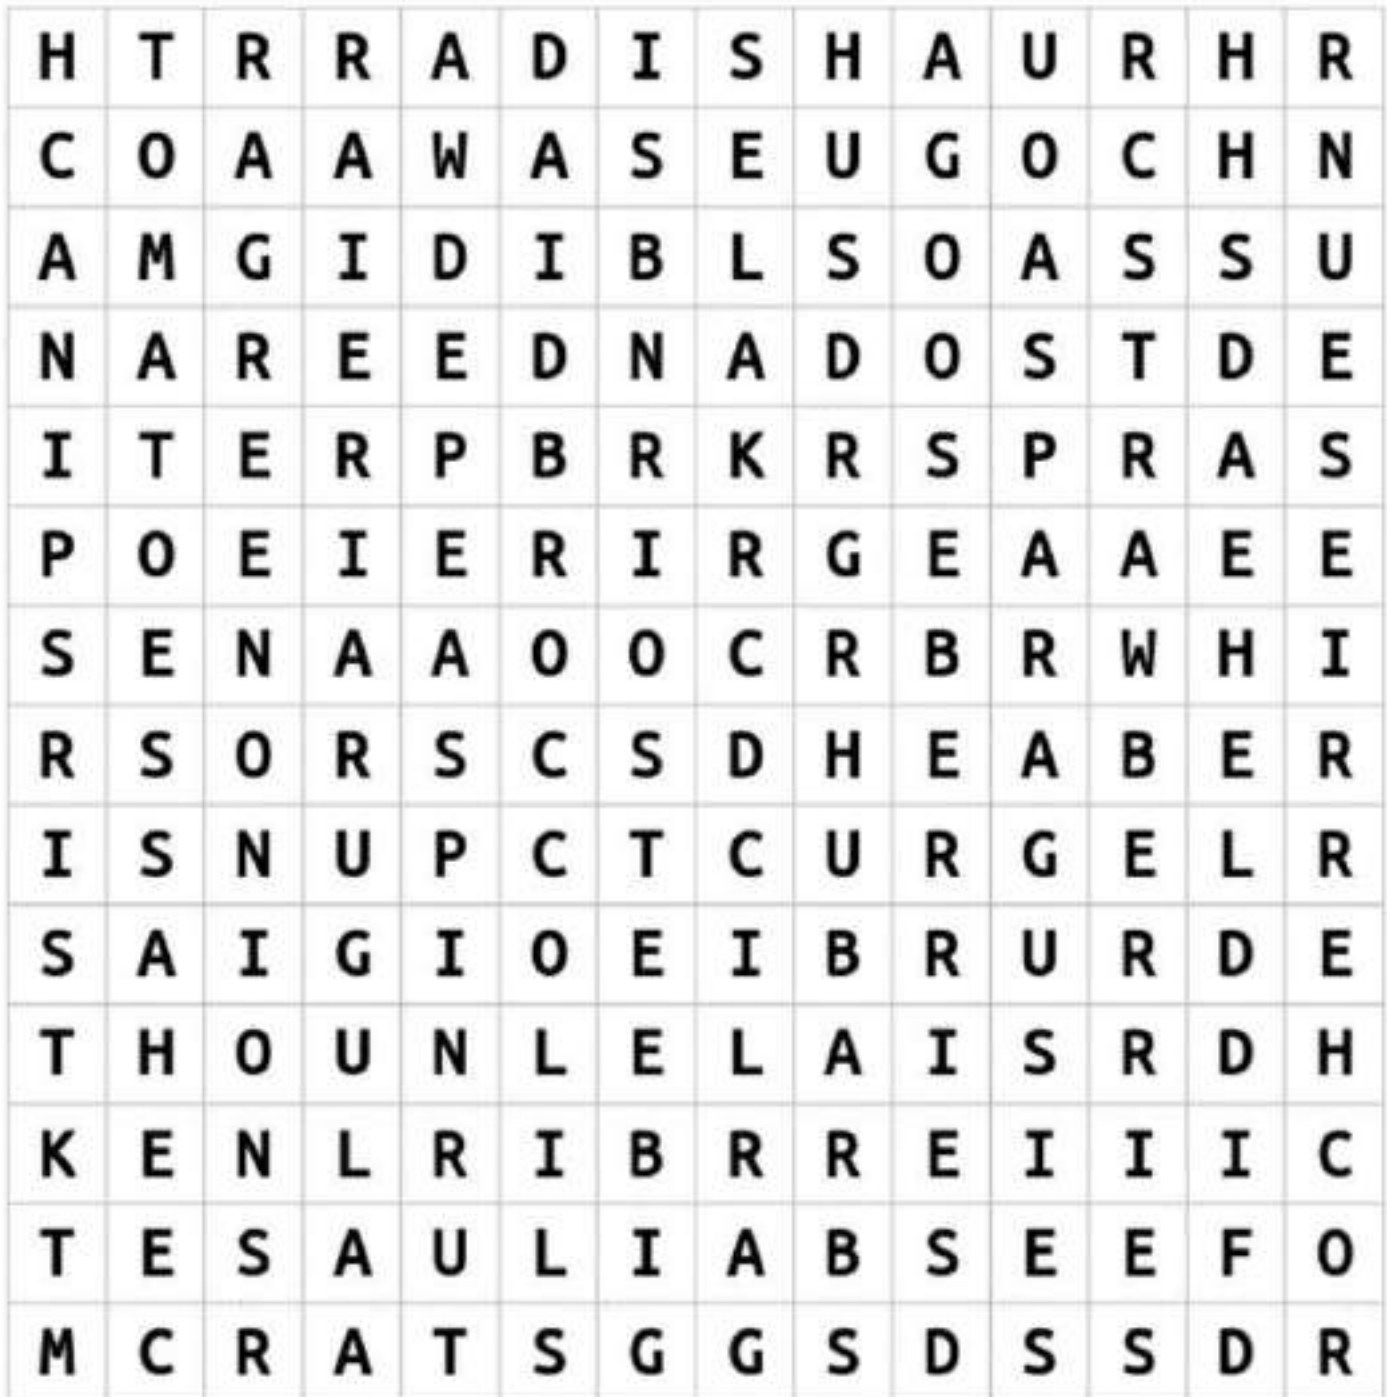 H T R R A D I S H A U R H R
C O A A W A S E U G O C H N
A M G I D I B L S O A S S U
N A R E E D N A D O S T D E
I T E R P B R K R S P R A S
P O E I E R I R G E A A E E
S E N A A O O C R B R W H I
R S O R S C S D H E A B E R
I S N U P C T C U R G E L R
S A I G I O E I B R U R D E
T H O U N L E L A I S R D H
K E N L R I B R R E I I I C
T E S A U L I A B S E E F O
M C R A T S G G S D S S D R